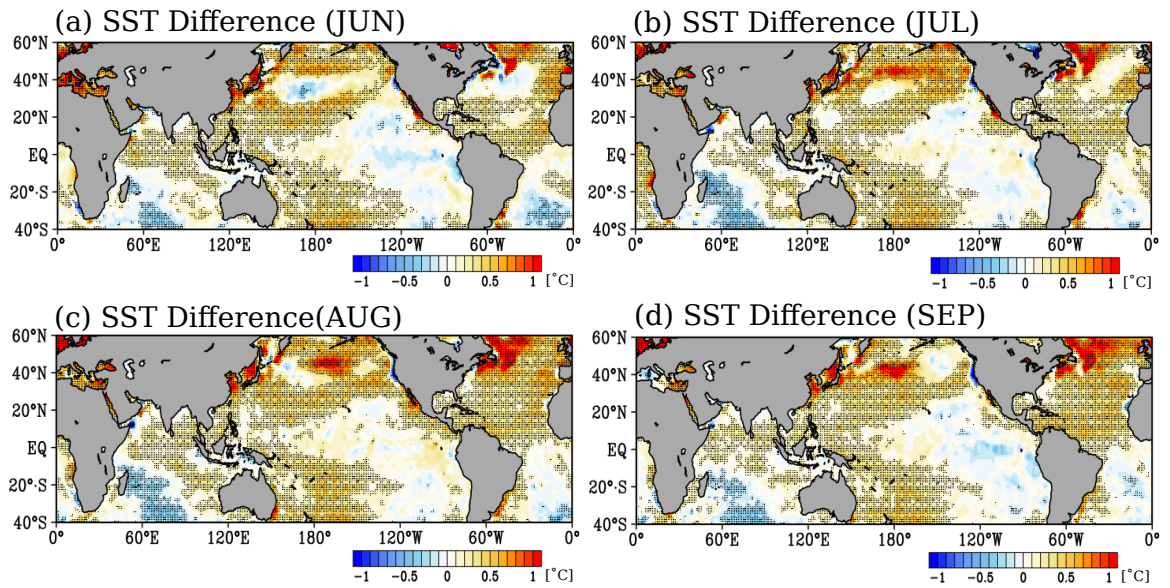 (a) SST Difference (JUN)
60°N
40°N
20°N
EQ
20°S
40°S
0° 60°E 120°E 180° 120°W 60°W 0°
-1 -0.5 0 0.5 1 [°C]
(b) SST Difference (JUL)
60°N
40°N
20°N
EQ
20°S
40°S
0° 60°E 120°E 180° 120°W 60°W 0°
-1 -0.5 0 0.5 1 [°C]
(c) SST Difference(AUG)
60°N
40°N
20°N
EQ
20°S
40°S
0° 60°E 120°E 180° 120°W 60°W 0°
-1 -0.5 0 0.5 1 [°C]
(d) SST Difference (SEP)
60°N
40°N
20°N
EQ
20°S
40°S
0° 60°E 120°E 180° 120°W 60°W 0°
-1 -0.5 0 0.5 1 [°C]